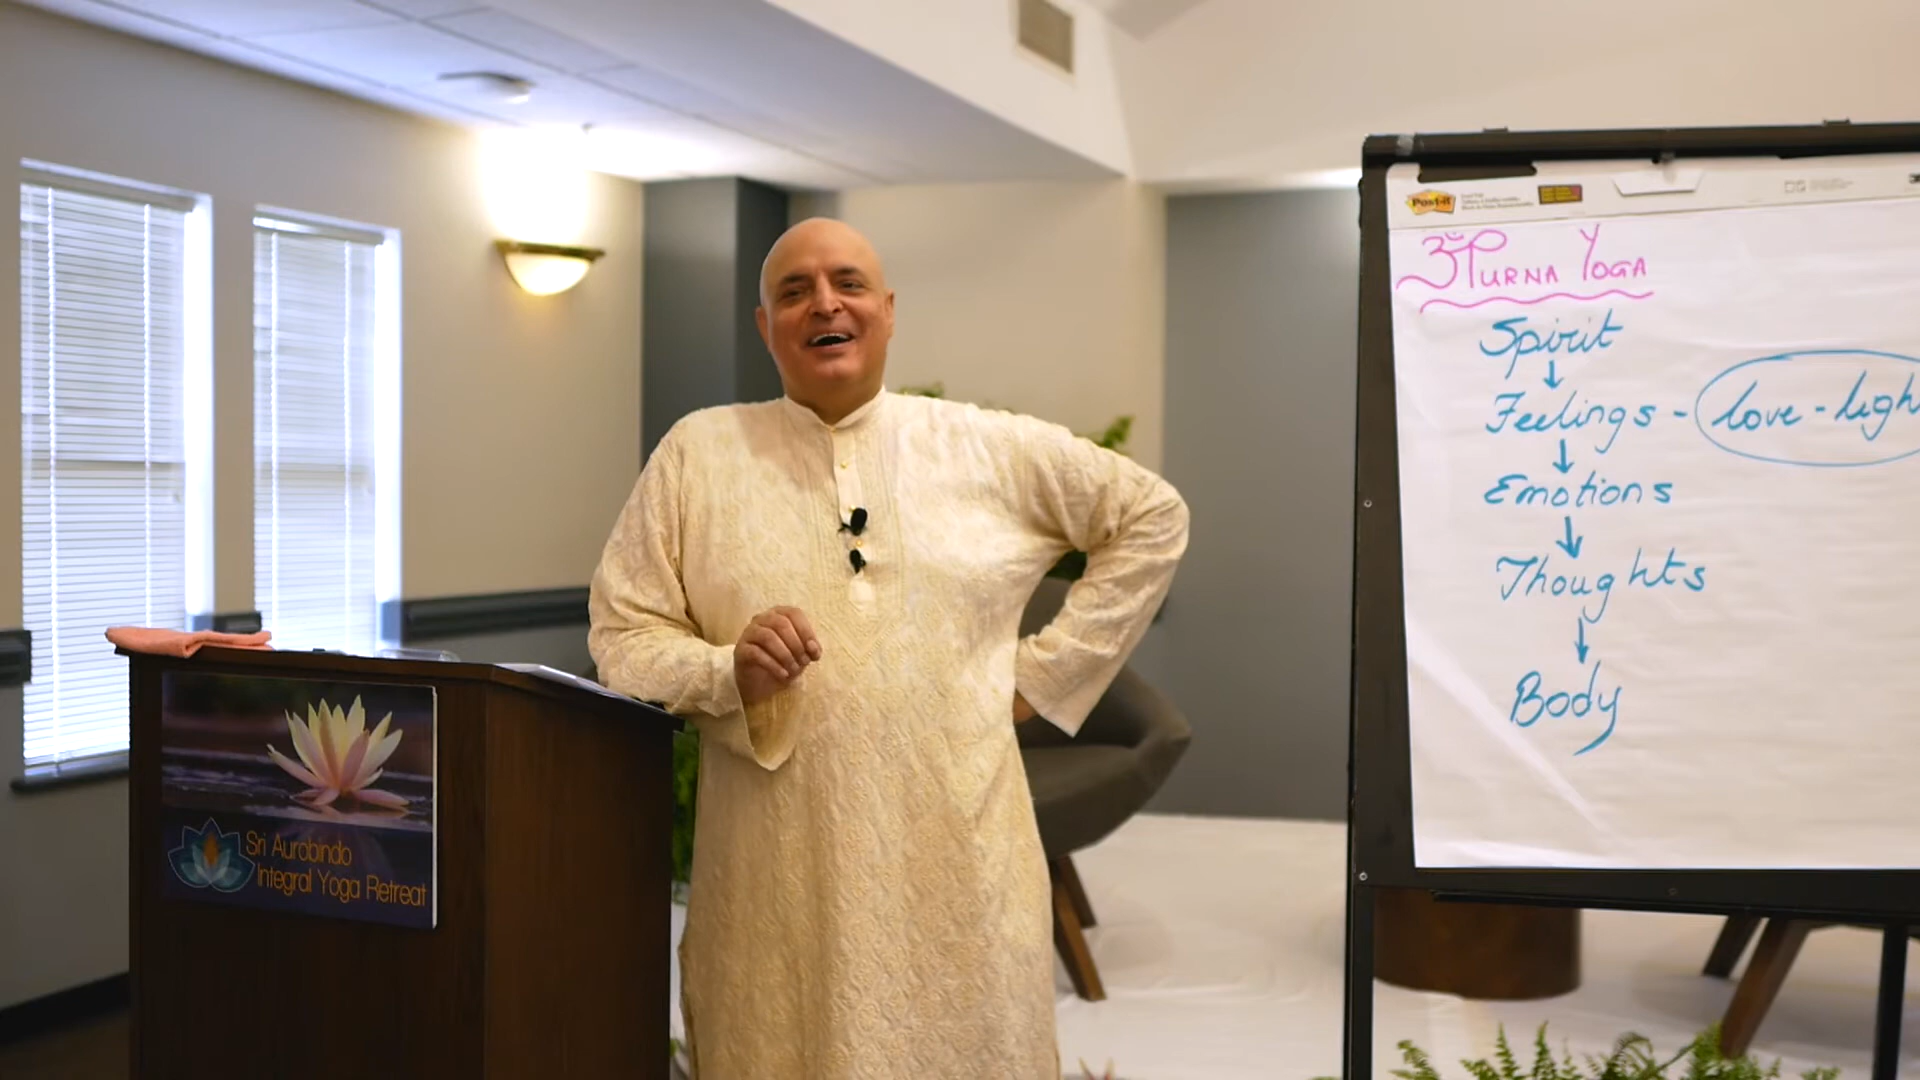 Post-it
ॐ PURNA YOGA
Spirit
↓
Feelings - love - ligh
↓
Emotions
↓
Thoughts
↓
Body
Sri Aurobindo
Integral Yoga Retreat